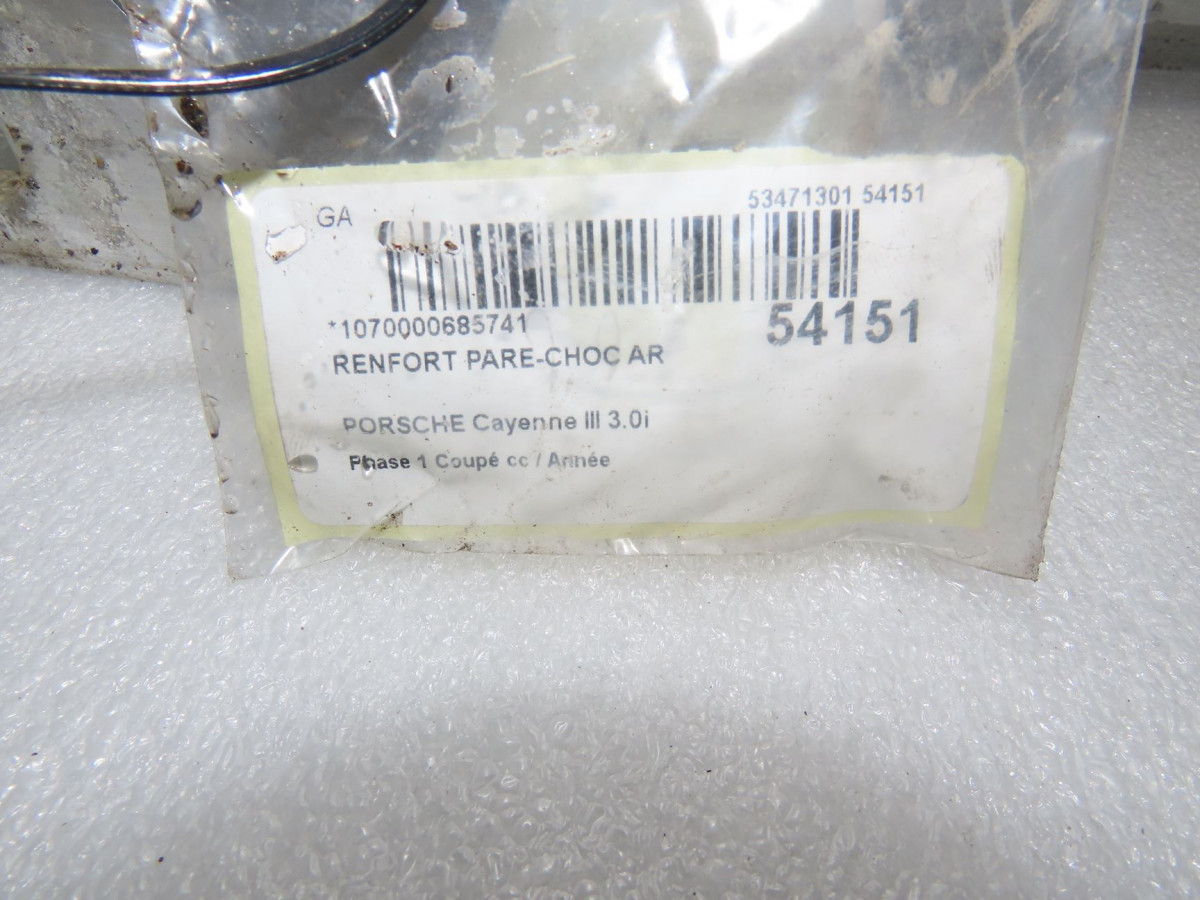 GA
53471301 54151
*1070000685741
54151
RENFORT PARE-CHOC AR
PORSCHE Cayenne III 3.0i
Phase 1 Coupé cc / Année